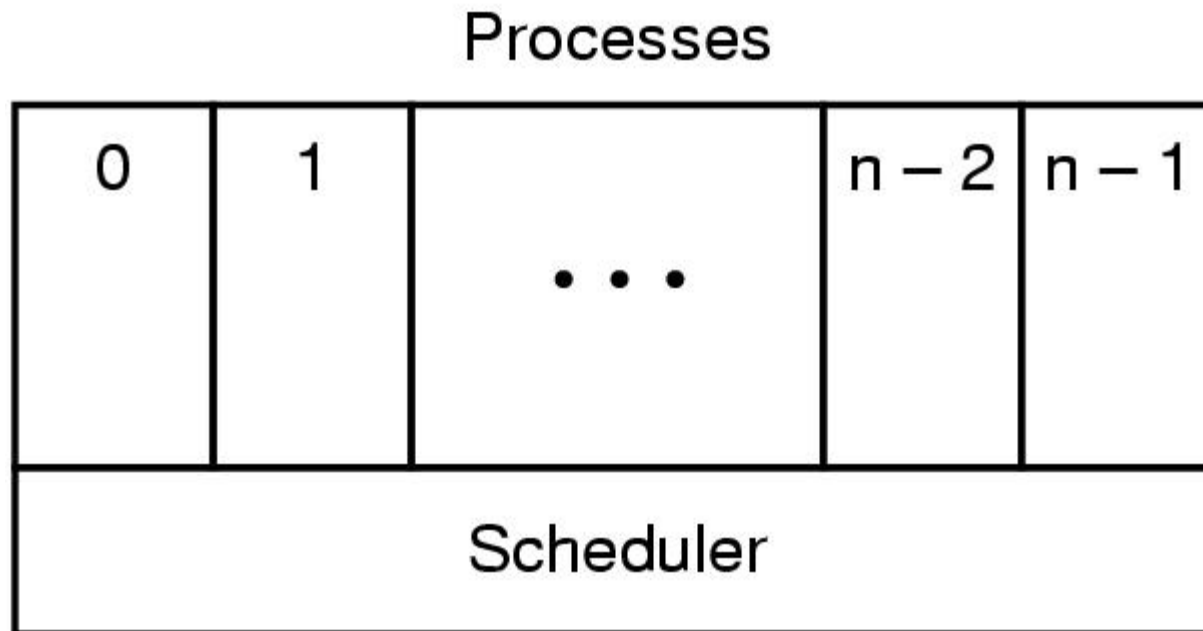 Processes
0 1 • • • n – 2 n – 1
Scheduler